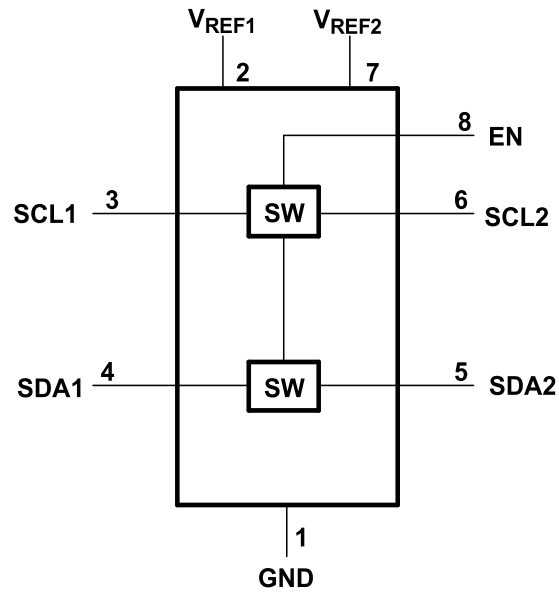 VREF1 VREF2
2 7
8 EN
SCL1 3 SW 6 SCL2
SDA1 4 SW 5 SDA2
1
GND